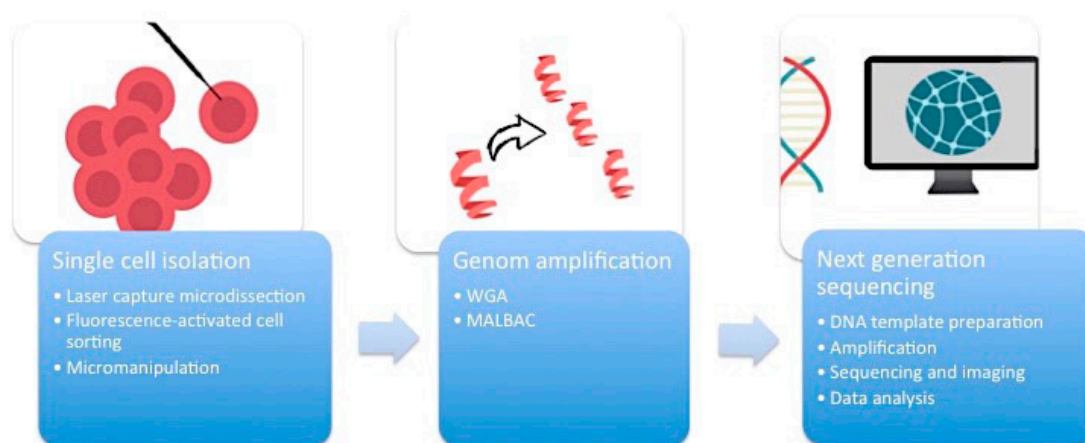 Single cell isolation
• Laser capture microdissection
• Fluorescence-activated cell
sorting
• Micromanipulation
Genom amplification
• WGA
• MALBAC
Next generation
sequencing
• DNA template preparation
• Amplification
• Sequencing and imaging
• Data analysis